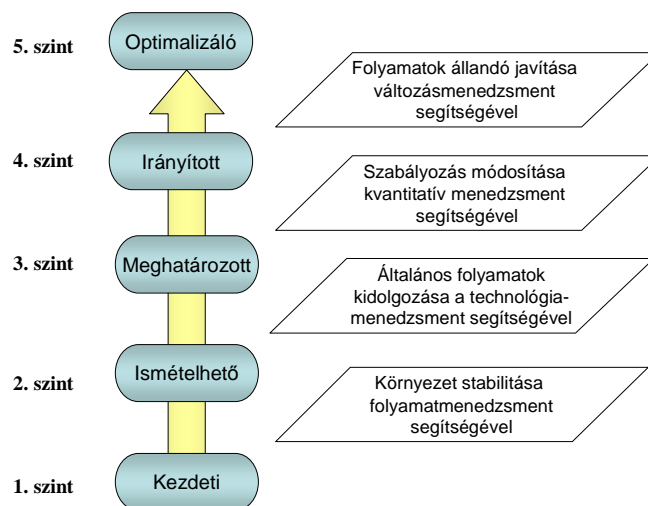 5. szint
Optimalizáló
Folyamatok állandó javítása
változásmenedzsment
segítségével
4. szint
Irányított
Szabályozás módosítása
kvantitatív menedzsment
segítségével
3. szint
Meghatározott
Általános folyamatok
kidolgozása a technológia-
menedzsment segítségével
2. szint
Ismételhető
Környezet stabilitása
folyamatmenedzsment
segítségével
1. szint
Kezdeti